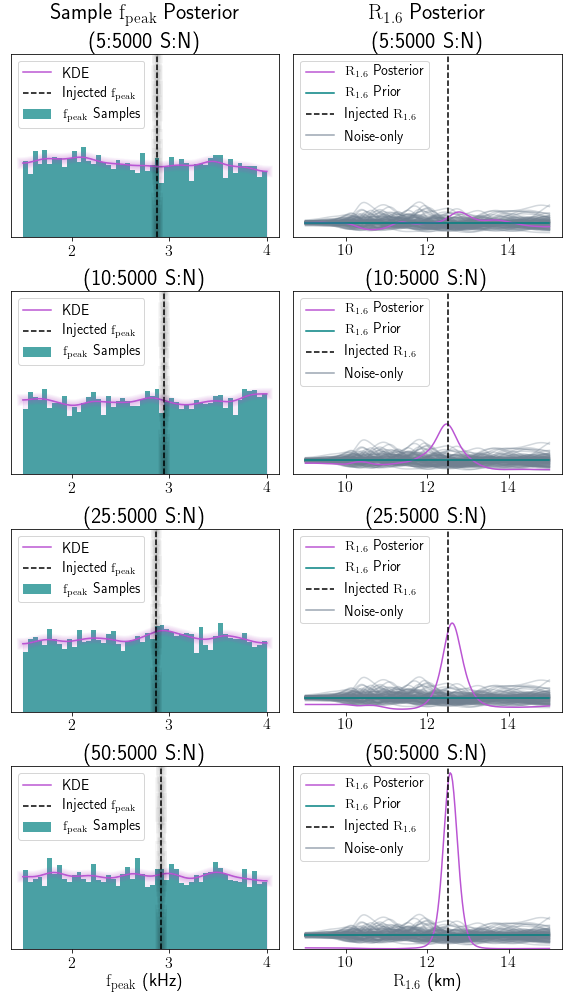 Sample f_peak Posterior
(5:5000 S:N)
R_1.6 Posterior
(5:5000 S:N)
KDE
Injected f_peak
f_peak Samples
2 3 4
R_1.6 Posterior
R_1.6 Prior
Injected R_1.6
Noise-only
10 12 14
(10:5000 S:N)
KDE
Injected f_peak
f_peak Samples
2 3 4
(10:5000 S:N)
R_1.6 Posterior
R_1.6 Prior
Injected R_1.6
Noise-only
10 12 14
(25:5000 S:N)
KDE
Injected f_peak
f_peak Samples
2 3 4
(25:5000 S:N)
R_1.6 Posterior
R_1.6 Prior
Injected R_1.6
Noise-only
10 12 14
(50:5000 S:N)
KDE
Injected f_peak
f_peak Samples
2 3 4
f_peak (kHz)
(50:5000 S:N)
R_1.6 Posterior
R_1.6 Prior
Injected R_1.6
Noise-only
10 12 14
R_1.6 (km)